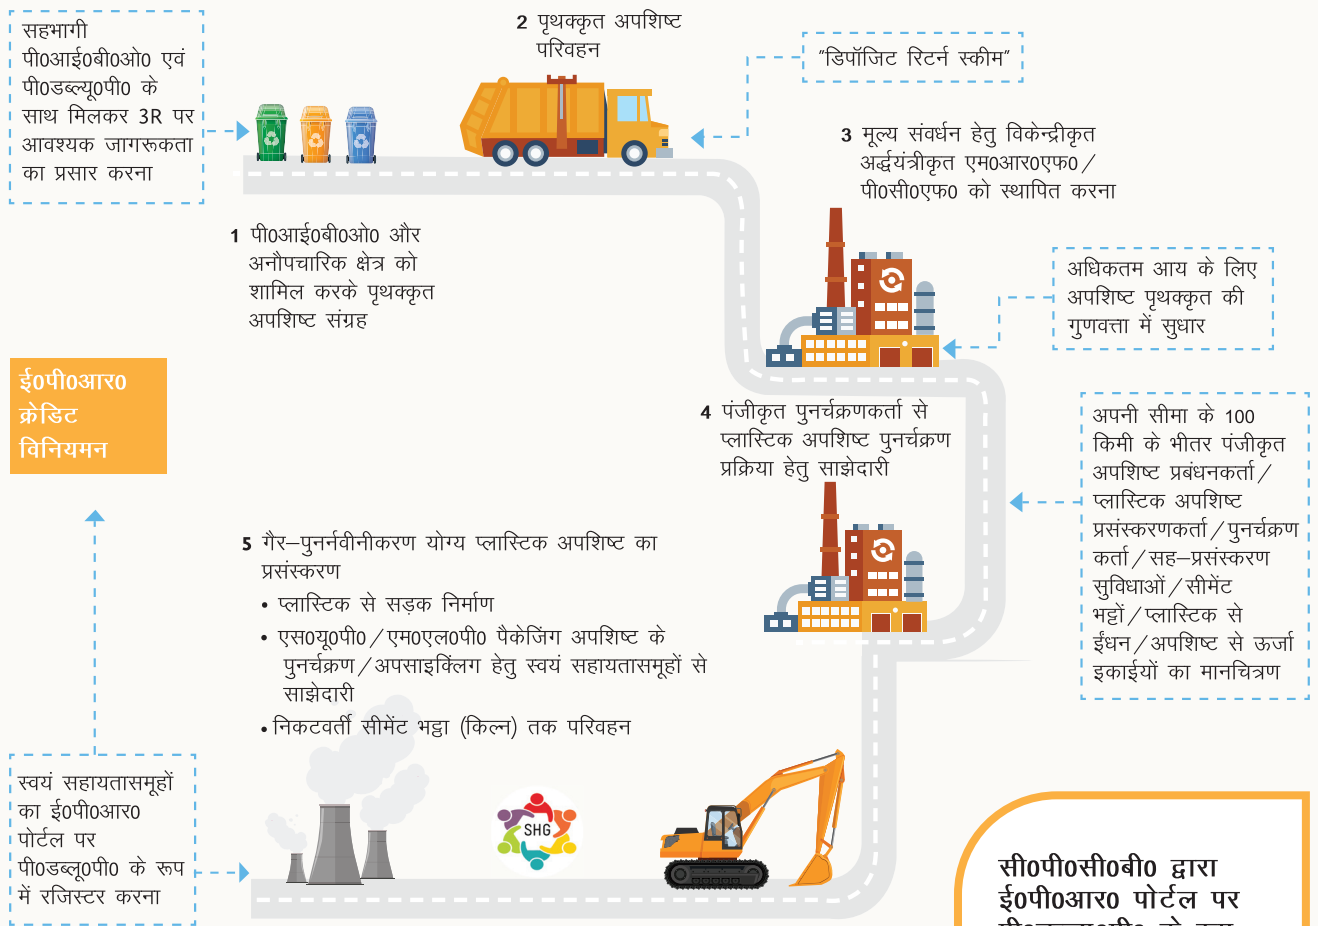 सहभागी
पी0आई0बी0ओ0 एवं
पी0डब्ल्यू0पी0 के
साथ मिलकर 3R पर
आवश्यक जागरूकता
का प्रसार करना
2 पृथक्कृत अपशिष्ट
परिवहन
"डिपॉजिट रिटर्न स्कीम"
3 मूल्य संवर्धन हेतु विकेन्द्रीकृत
अर्द्धयंत्रीकृत एम0आर0एफ0/
पी0सी0एफ0 को स्थापित करना
1 पी0आई0बी0ओ0 और
अनौपचारिक क्षेत्र को
शामिल करके पृथक्कृत
अपशिष्ट संग्रह
अधिकतम आय के लिए
अपशिष्ट पृथक्कृत की
गुणवत्ता में सुधार
ई0पी0आर0
क्रेडिट
विनियमन
4 पंजीकृत पुनर्चक्रणकर्ता से
प्लास्टिक अपशिष्ट पुनर्चक्रण
प्रक्रिया हेतु साझेदारी
अपनी सीमा के 100
किमी के भीतर पंजीकृत
अपशिष्ट प्रबंधनकर्ता/
प्लास्टिक अपशिष्ट
प्रसंस्करणकर्ता/पुनर्चक्रण
कर्ता/सह–प्रसंस्करण
सुविधाओं/सीमेंट
भट्टों/प्लास्टिक से
ईंधन/अपशिष्ट से ऊर्जा
इकाईयों का मानचित्रण
5 गैर–पुनर्नवीनीकरण योग्य प्लास्टिक अपशिष्ट का
प्रसंस्करण
• प्लास्टिक से सड़क निर्माण
• एस0यू0पी0/एम0एल0पी0 पैकेजिंग अपशिष्ट के
पुनर्चक्रण/अपसाइक्लिंग हेतु स्वयं सहायतासमूहों से
साझेदारी
• निकटवर्ती सीमेंट भट्ठा (किल्न) तक परिवहन
स्वयं सहायतासमूहों
का ई0पी0आर0
पोर्टल पर
पी0डब्लू0पी0 के रूप
में रजिस्टर करना
SHG
सी0पी0सी0बी0 द्वारा
ई0पी0आर0 पोर्टल पर